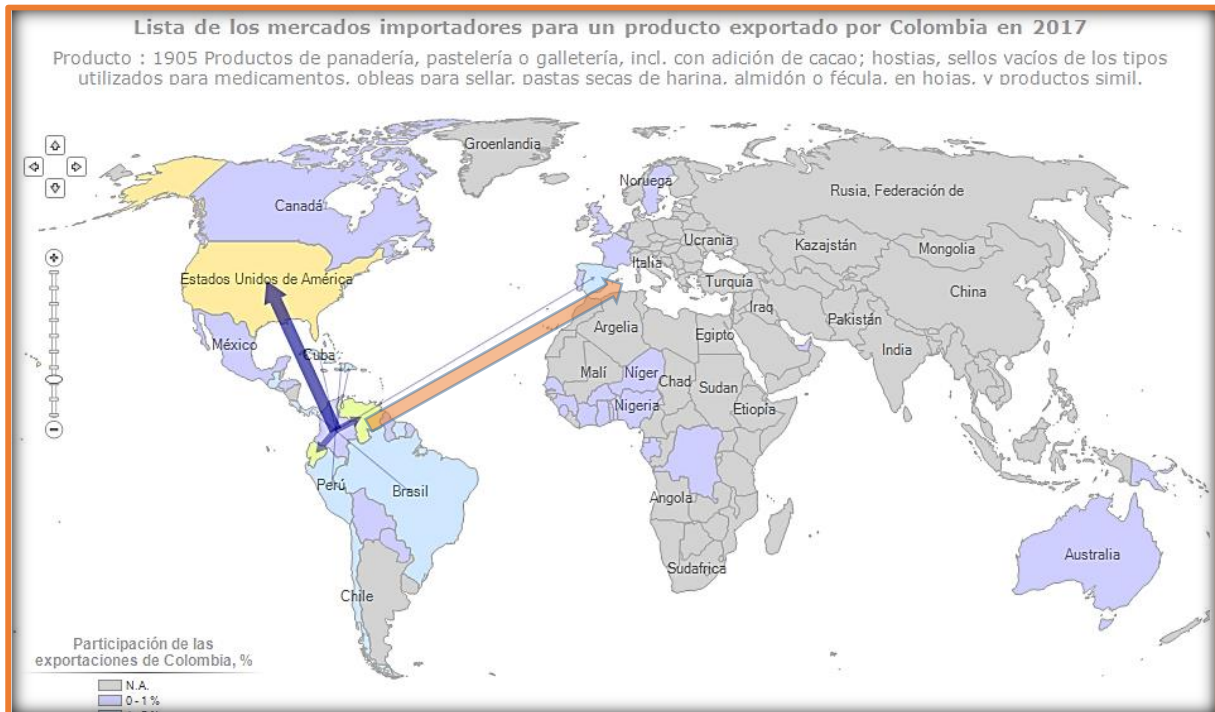 Lista de los mercados importadores para un producto exportado por Colombia en 2017
Producto : 1905 Productos de panadería, pastelería o galletería, incl. con adición de cacao; hostias, sellos vacíos de los tipos
utilizados para medicamentos, obleas para sellar, pastas secas de harina, almidón o fécula, en hojas, y productos simil.
Groenlandia
Noruega
Rusia, Federación de
Canadá
Ucrania
Kazajstán
Mongolia
Italia
Estados Unidos de América
Turquía
China
Iraq
Pakistán
Argelia
Egipto
México
Cuba
India
Malí
Níger
Chad
Sudan
Nigeria
Etiopía
Perú
Brasil
Angola
Australia
Sudafrica
Chile
Participación de las
exportaciones de Colombia, %
N.A.
0-1%